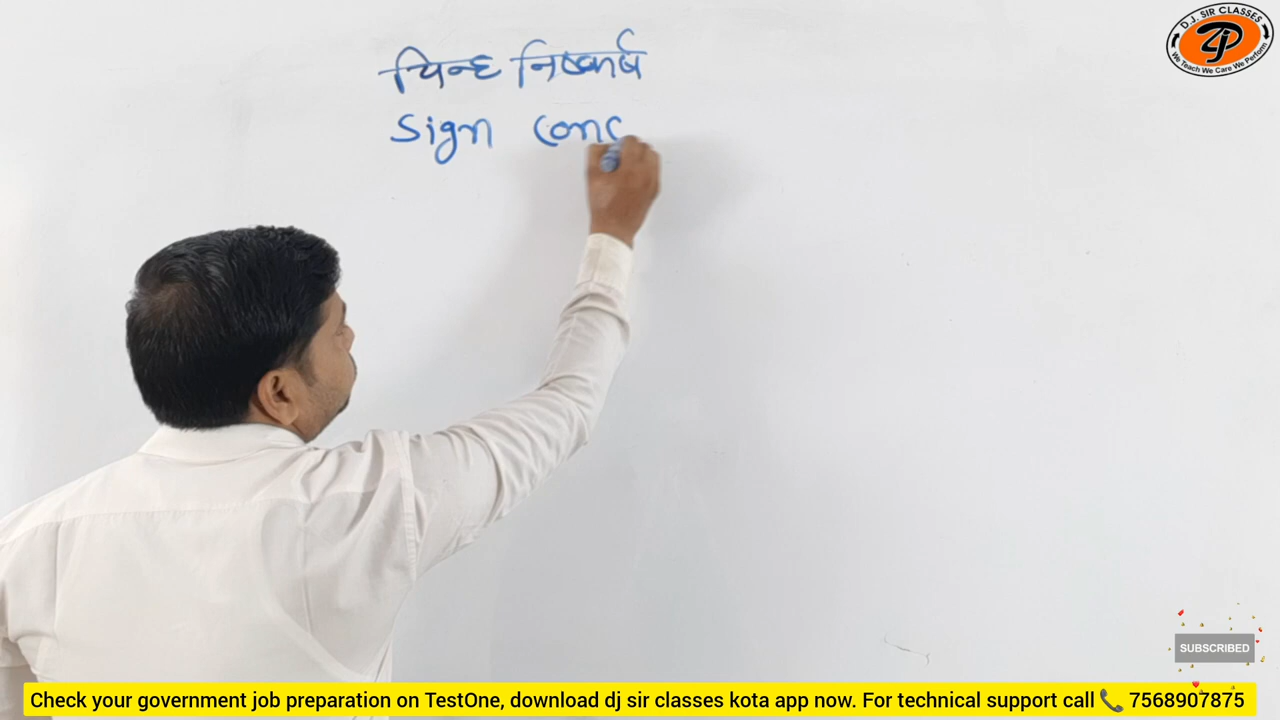 चिन्ह निष्कर्ष
Sign Conc
D.J. SIR CLASSES
We Teach We Care We Perform
SUBSCRIBED
Check your government job preparation on TestOne, download dj sir classes kota app now. For technical support call 📞 7568907875